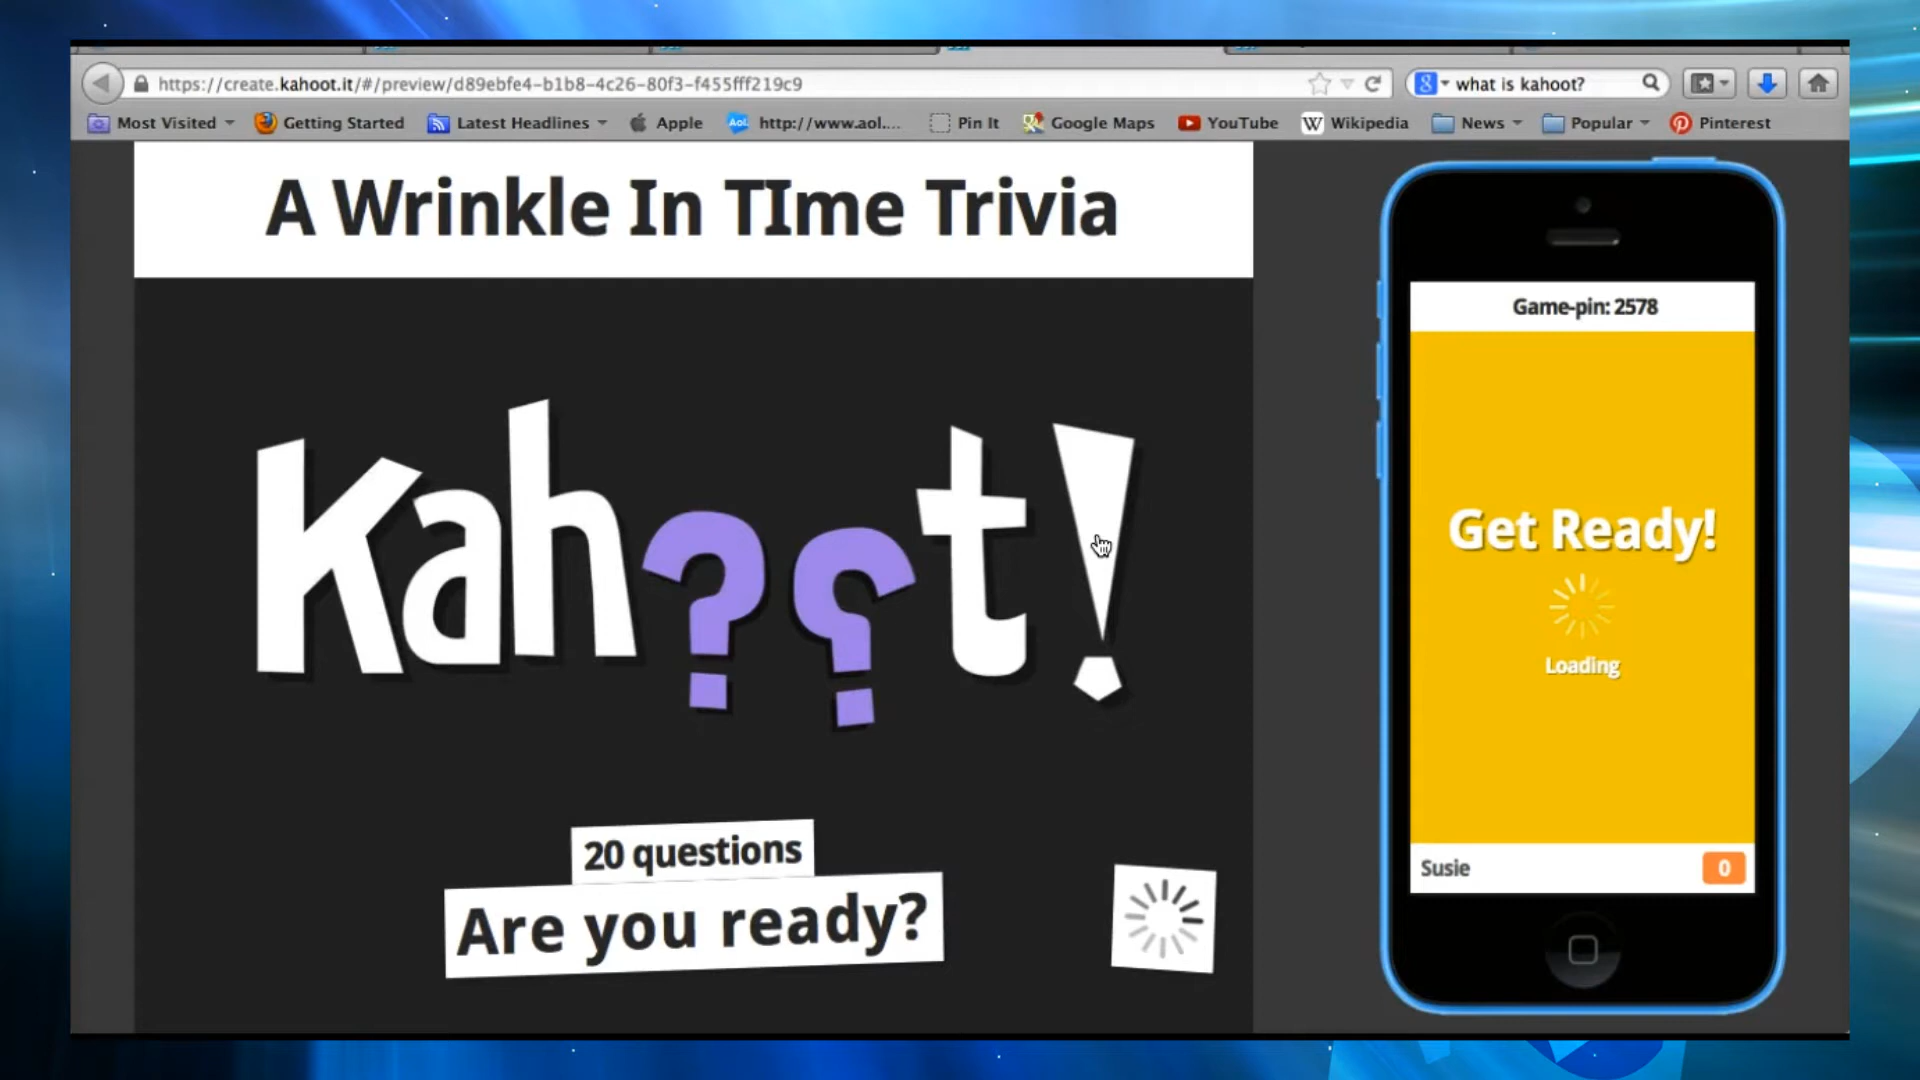 https://create.kahoot.it/#/preview/d89ebfe4-b1b8-4c26-80f3-f455fff219c9
what is kahoot?
Most Visited
Getting Started
Latest Headlines
Apple
Aol
http://www.aol....
Pin It
Google Maps
YouTube
W Wikipedia
News
Popular
Pinterest
A Wrinkle In TIme Trivia
Kah??t!
20 questions
Are you ready?
Game-pin: 2578
Get Ready!
Loading
Susie
0